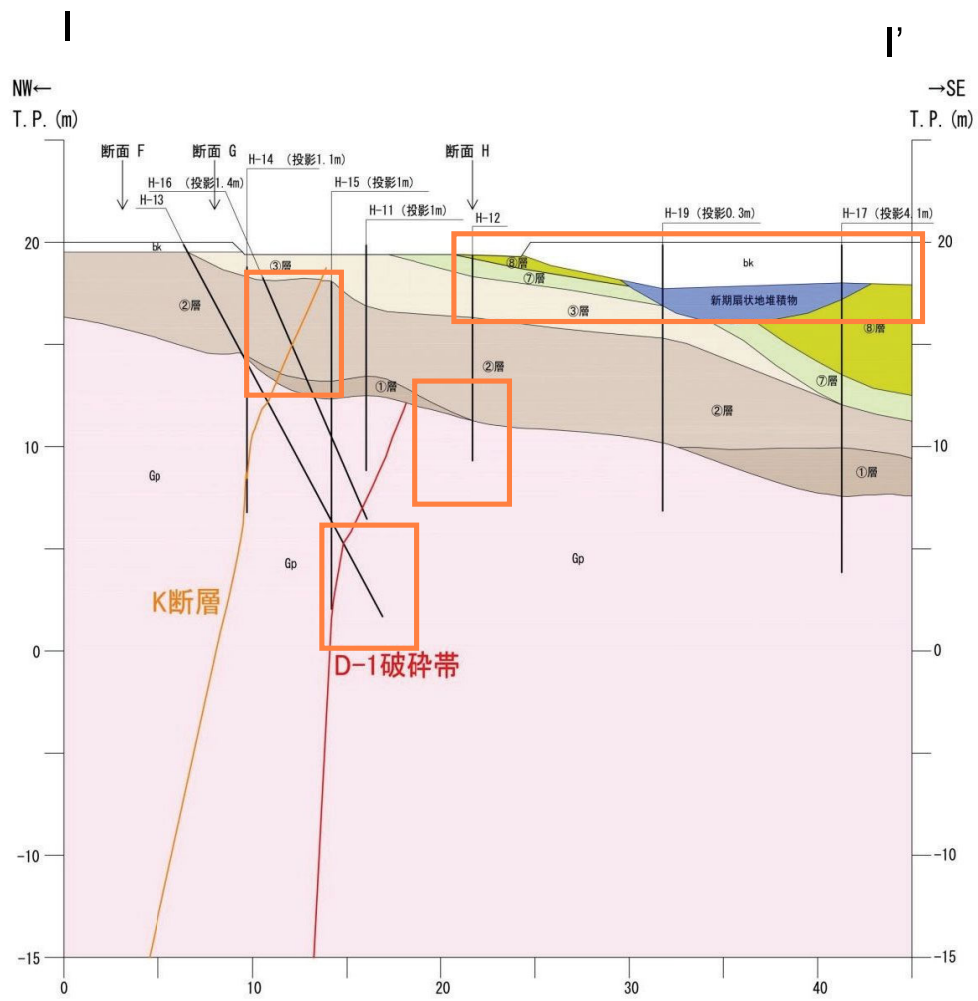 I
I’
NW←
→SE
T.P.(m)
T.P.(m)
断面 F
断面 G
断面 H
H-14 (投影1.1m)
H-16 (投影1.4m)
H-15 (投影1m)
H-13
H-11(投影1m)
H-12
H-19(投影0.3m)
H-17(投影4.1m)
20
20
bk
③層
⑧層
bk
⑦層
新期扇状地堆積物
②層
③層
⑧層
②層
①層
⑦層
②層
10
10
Gp
①層
Gp
Gp
K断層
0
0
D-1破砕帯
-10
-10
-15
-15
0
10
20
30
40